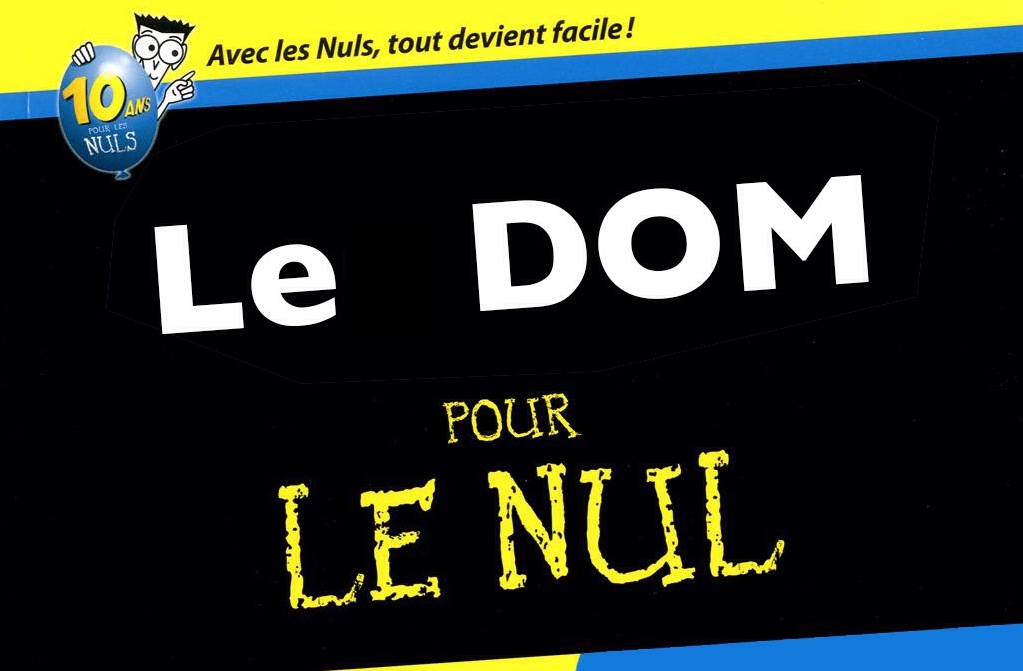 Avec les Nuls, tout devient facile!
10 ANS
POUR LES
NULS
Le DOM
POUR
LE NUL